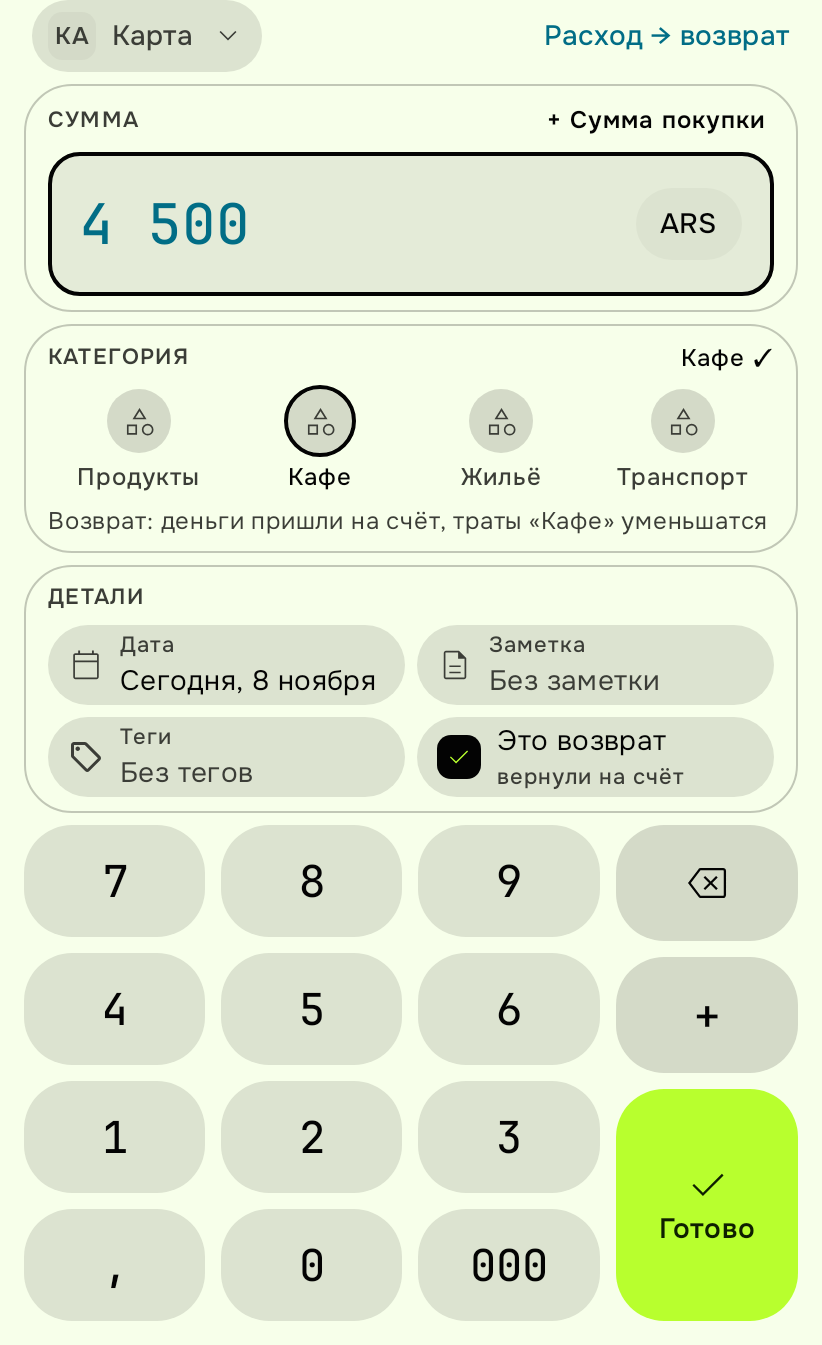 КА Карта Расход → возврат
СУММА + Сумма покупки
4 500 ARS
КАТЕГОРИЯ Кафе ✓
Продукты Кафе Жильё Транспорт
Возврат: деньги пришли на счёт, траты «Кафе» уменьшатся
ДЕТАЛИ
Дата Заметка
Сегодня, 8 ноября Без заметки
Теги Это возврат
Без тегов вернули на счёт
7 8 9
4 5 6 +
1 2 3
Готово
, 0 000